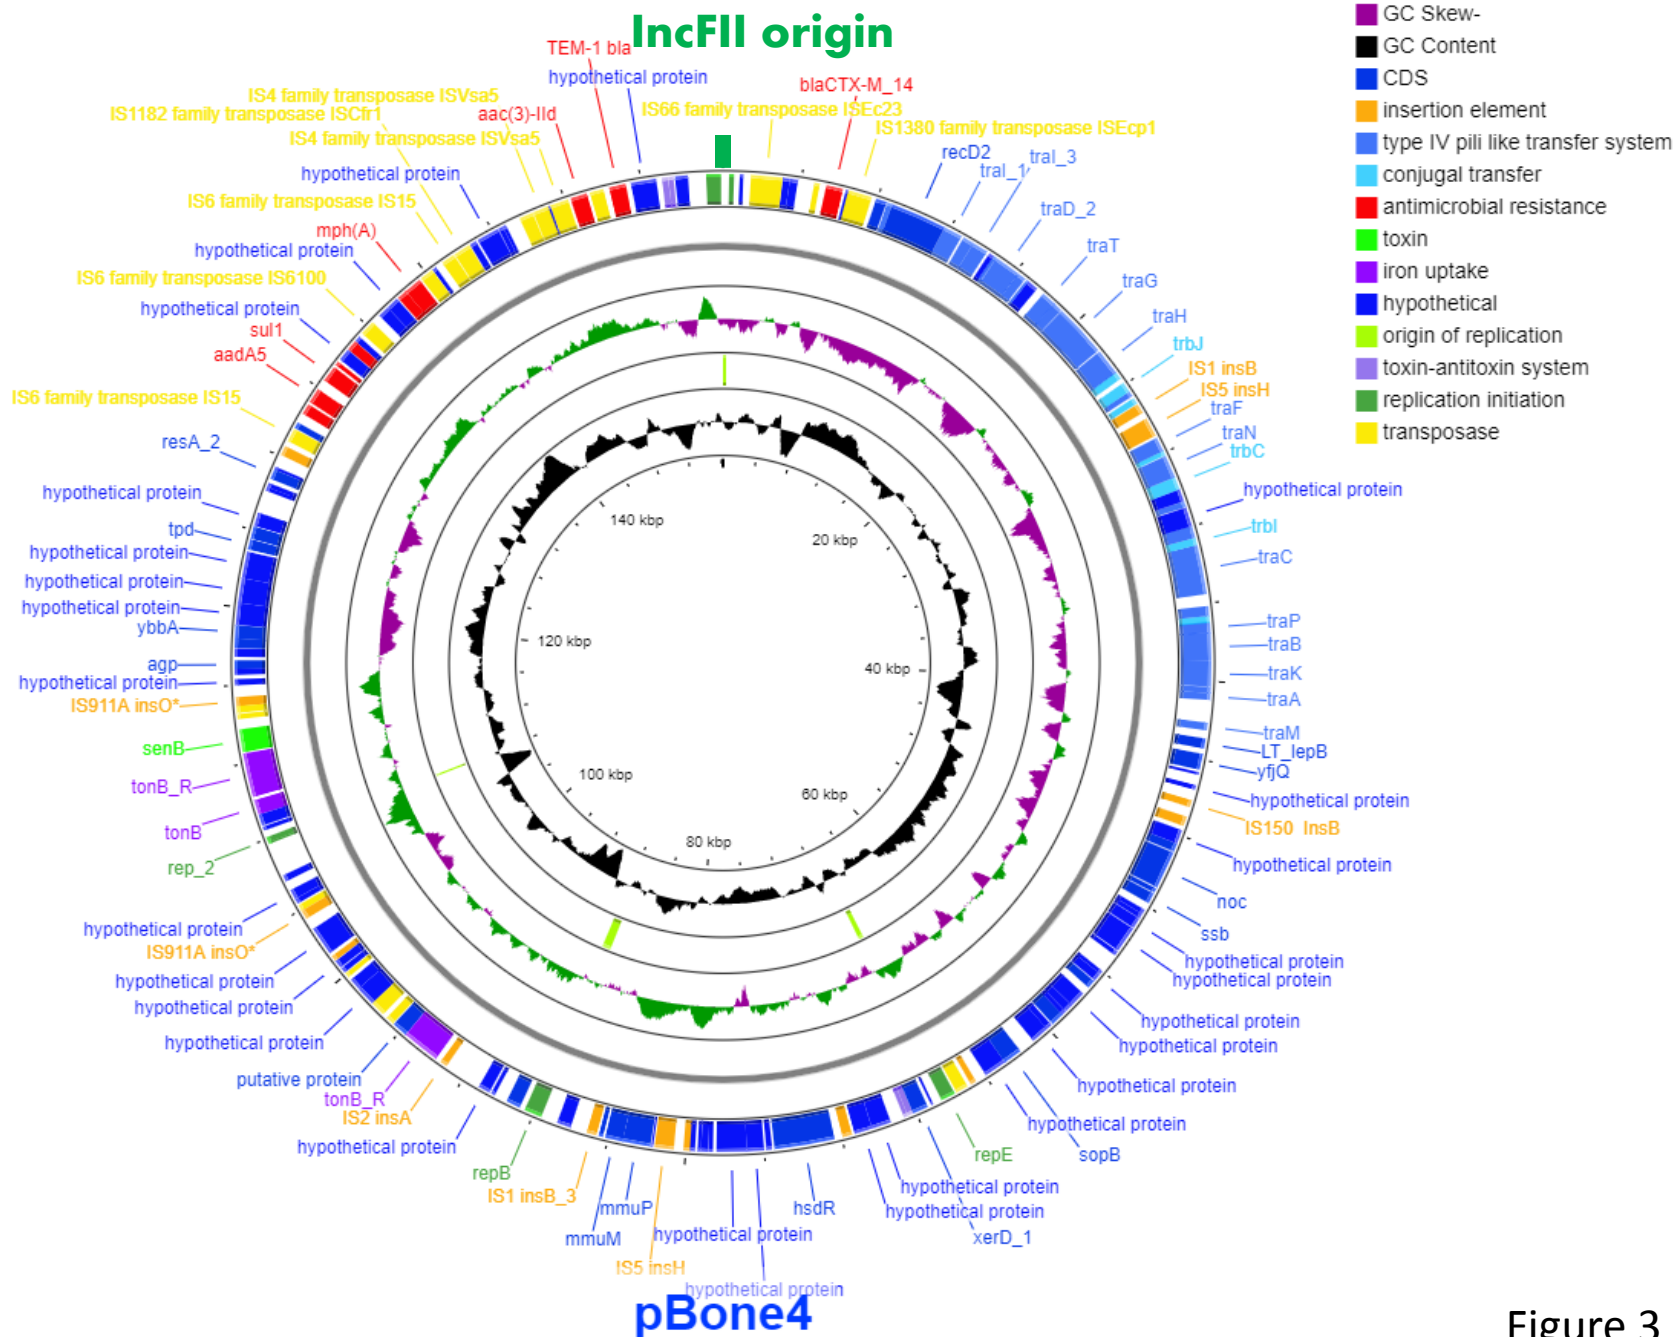 IncFII origin
TEM-1 bla
hypothetical protein
IS4 family transposase ISVsa5
IS1182 family transposase ISCfr1
aac(3)-IId
IS4 family transposase ISVsa5
hypothetical protein
IS6 family transposase IS15
mph(A)
hypothetical protein
IS6 family transposase IS6100
hypothetical protein
sul1
aadA5
IS6 family transposase IS15
resA_2
hypothetical protein
tpd
hypothetical protein
hypothetical protein
hypothetical protein
ybbA
agp
hypothetical protein
IS911A insO*
senB
tonB_R
tonB
rep_2
hypothetical protein
IS911A insO*
hypothetical protein
hypothetical protein
hypothetical protein
putative protein
tonB_R
IS2 insA
hypothetical protein
repB
IS1 insB_3
mmuP
mmuM
IS5 insH
hypothetical protein
hypothetical protein
pBone4
blaCTX-M_14
IS66 family transposase ISEc23
IS1380 family transposase ISEcp1
recD2
traI_3
traI_1
traD_2
traT
traG
traH
trbJ
IS1 insB
IS5 insH
traF
traN
trbC
hypothetical protein
trbI
traC
traP
traB
traK
traA
traM
LT_lepB
yfjQ
hypothetical protein
IS150 InsB
hypothetical protein
noc
ssb
hypothetical protein
hypothetical protein
hypothetical protein
hypothetical protein
hypothetical protein
hypothetical protein
sopB
repE
hypothetical protein
hypothetical protein
xerD_1
hsdR
140 kbp
20 kbp
120 kbp
40 kbp
100 kbp
60 kbp
80 kbp
GC Skew-
GC Content
CDS
insertion element
type IV pili like transfer system
conjugal transfer
antimicrobial resistance
toxin
iron uptake
hypothetical
origin of replication
toxin-antitoxin system
replication initiation
transposase
Figure 3